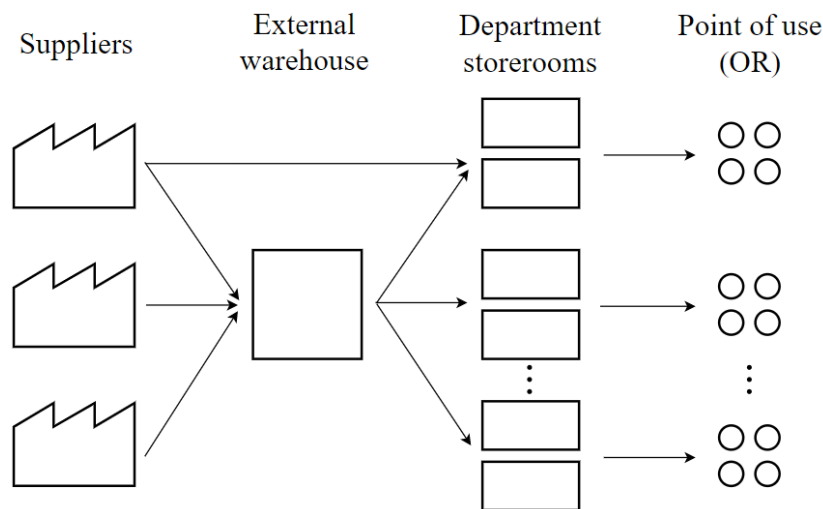 Suppliers
External
warehouse
Department
storerooms
Point of use
(OR)